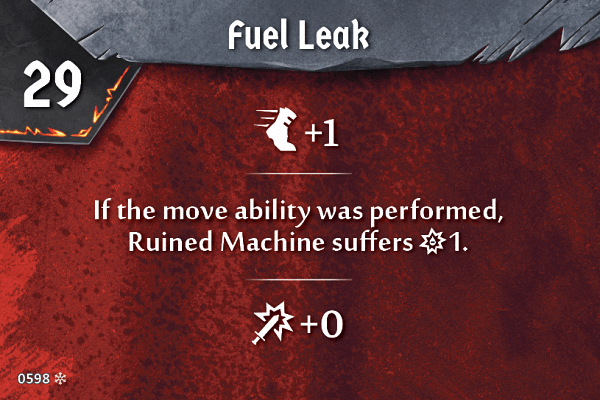 Fuel Leak
29
+1
If the move ability was performed,
Ruined Machine suffers 1.
+0
0598